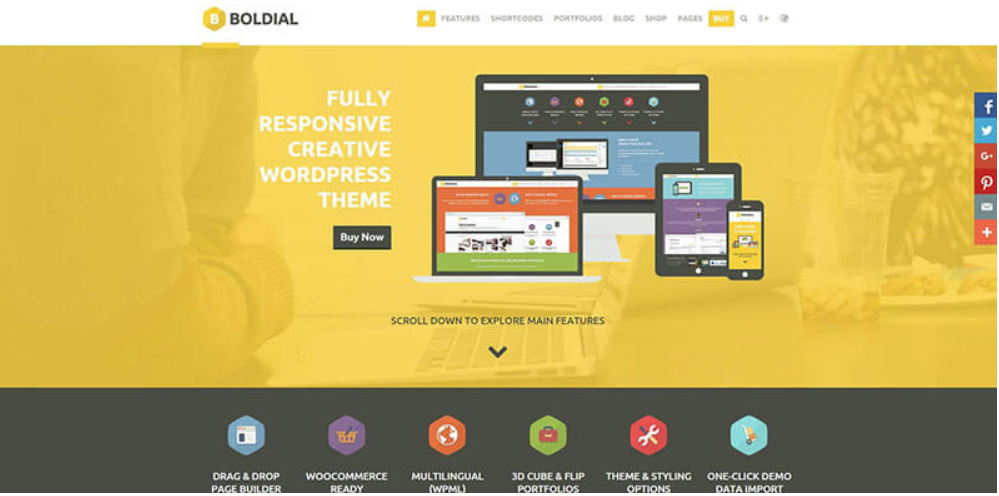 B BOLDIAL
FEATURES SHORTCODES PORTFOLIOS BLOG SHOP PAGES BUY
FULLY
RESPONSIVE
CREATIVE
WORDPRESS
THEME
Buy Now
SCROLL DOWN TO EXPLORE MAIN FEATURES
DRAG & DROP
PAGE BUILDER
WOOCOMMERCE
READY
MULTILINGUAL
(WPML)
3D CUBE & FLIP
PORTFOLIOS
THEME & STYLING
OPTIONS
ONE-CLICK DEMO
DATA IMPORT